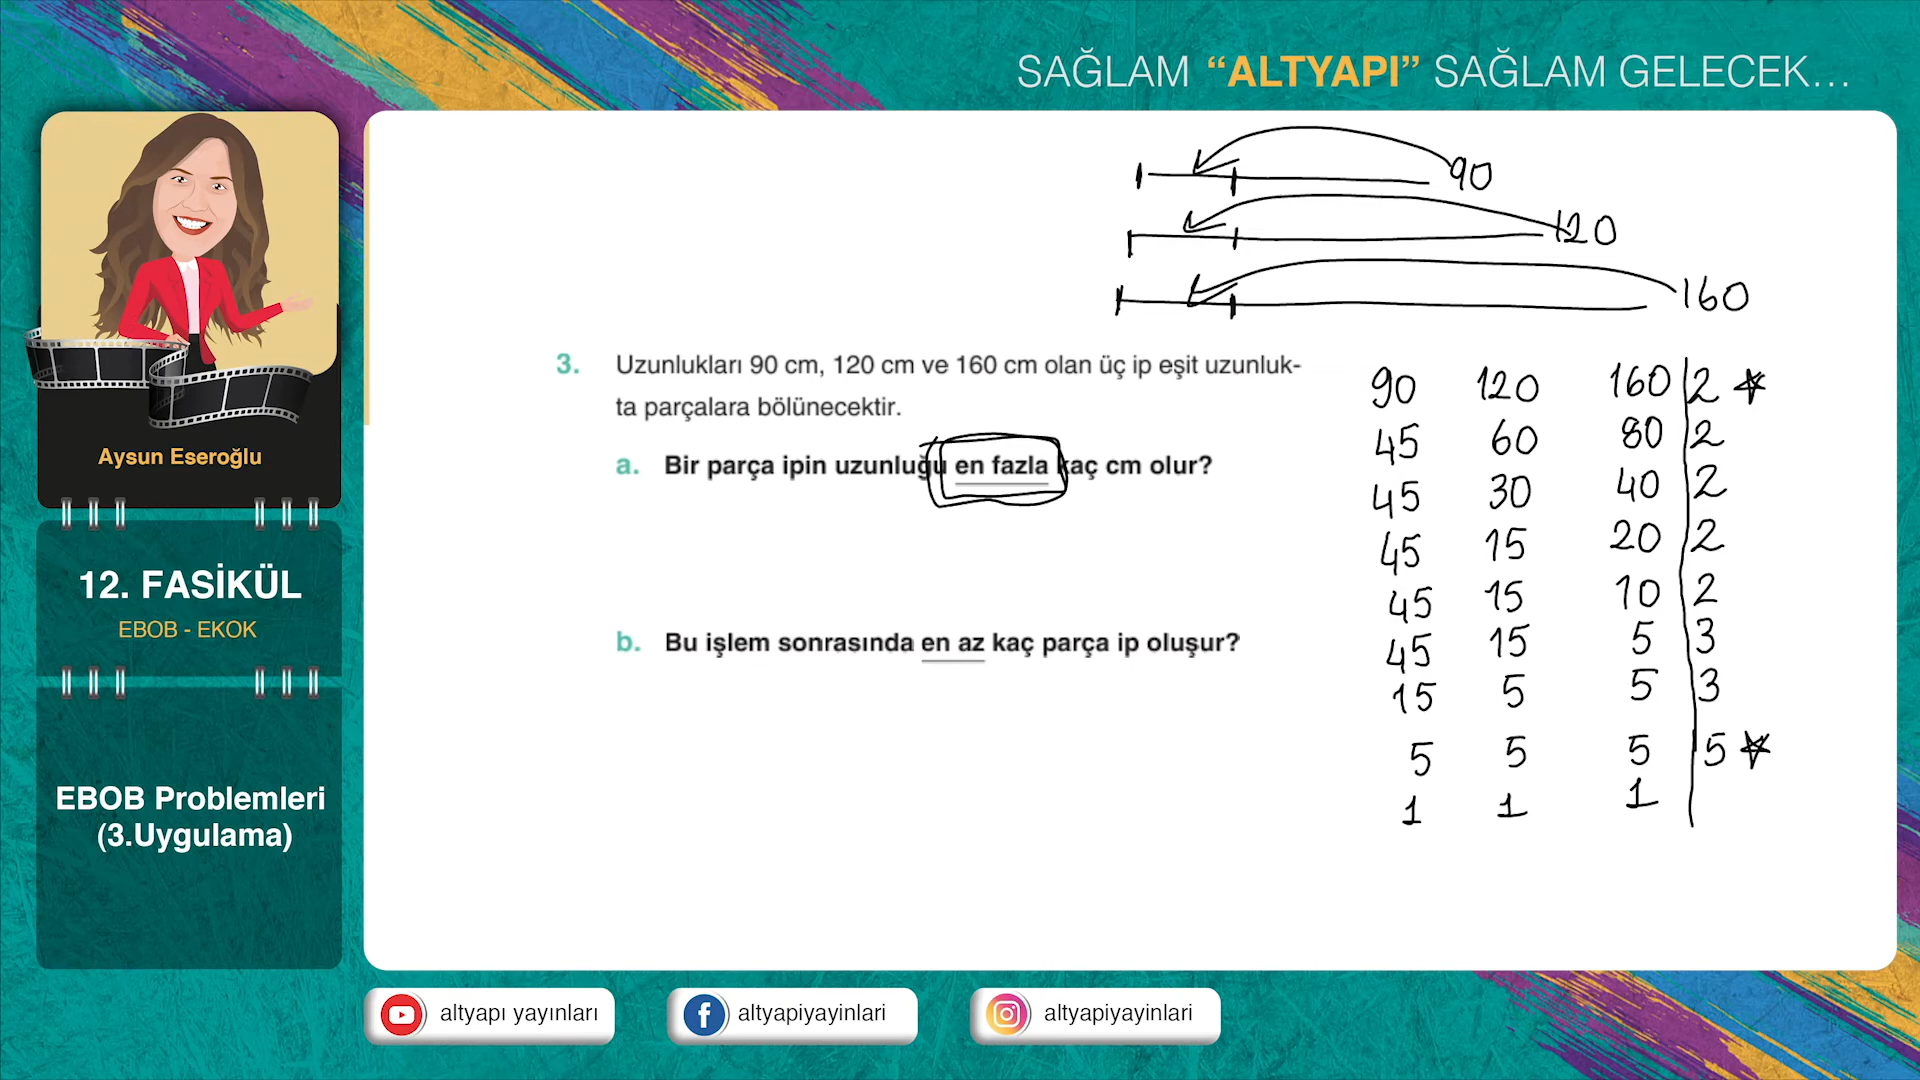 SAĞLAM “ALTYAPI” SAĞLAM GELECEK...
Aysun Eseroğlu
12. FASİKÜL
EBOB - EKOK
EBOB Problemleri
(3.Uygulama)
90
120
160
3. Uzunlukları 90 cm, 120 cm ve 160 cm olan üç ip eşit uzunluk-
ta parçalara bölünecektir.
a. Bir parça ipin uzunluğu en fazla kaç cm olur?
b. Bu işlem sonrasında en az kaç parça ip oluşur?
90 120 160 2
45 60 80 2
45 30 40 2
45 15 20 2
45 15 10 2
45 15 5 3
15 5 5 3
5 5 5 5
1 1 1
altyapı yayınları
altyapiyayinlari
altyapiyayinlari